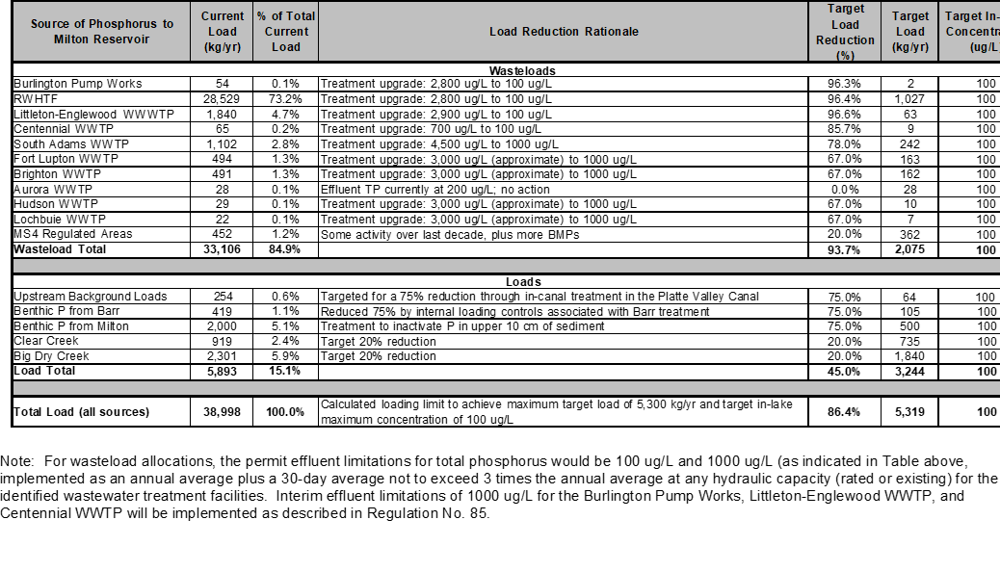 Source of Phosphorus to Milton Reservoir | Current Load (kg/yr) | % of Total Current Load | Load Reduction Rationale | Target Load Reduction (%) | Target Load (kg/yr) | Target In- Concentra (ug/L
Wasteloads
Burlington Pump Works | 54 | 0.1% | Treatment upgrade: 2,800 ug/L to 100 ug/L | 96.3% | 2 | 100
RWHTF | 28,529 | 73.2% | Treatment upgrade: 2,800 ug/L to 100 ug/L | 96.4% | 1,027 | 100
Littleton-Englewood WWWTP | 1,840 | 4.7% | Treatment upgrade: 2,900 ug/L to 100 ug/L | 96.6% | 63 | 100
Centennial WWTP | 65 | 0.2% | Treatment upgrade: 700 ug/L to 100 ug/L | 85.7% | 9 | 100
South Adams WWTP | 1,102 | 2.8% | Treatment upgrade: 4,500 ug/L to 1000 ug/L | 78.0% | 242 | 100
Fort Lupton WWTP | 494 | 1.3% | Treatment upgrade: 3,000 ug/L (approximate) to 1000 ug/L | 67.0% | 163 | 100
Brighton WWTP | 491 | 1.3% | Treatment upgrade: 3,000 ug/L (approximate) to 1000 ug/L | 67.0% | 162 | 100
Aurora WWTP | 28 | 0.1% | Effluent TP currently at 200 ug/L; no action | 0.0% | 28 | 100
Hudson WWTP | 29 | 0.1% | Treatment upgrade: 3,000 ug/L (approximate) to 1000 ug/L | 67.0% | 10 | 100
Lochbuie WWTP | 22 | 0.1% | Treatment upgrade: 3,000 ug/L (approximate) to 1000 ug/L | 67.0% | 7 | 100
MS4 Regulated Areas | 452 | 1.2% | Some activity over last decade, plus more BMPs | 20.0% | 362 | 100
Wasteload Total | 33,106 | 84.9% | 93.7% | 2,075 | 100
Loads
Upstream Background Loads | 254 | 0.6% | Targeted for a 75% reduction through in-canal treatment in the Platte Valley Canal | 75.0% | 64 | 100
Benthic P from Barr | 419 | 1.1% | Reduced 75% by internal loading controls associated with Barr treatment | 75.0% | 105 | 100
Benthic P from Milton | 2,000 | 5.1% | Treatment to inactivate P in upper 10 cm of sediment | 75.0% | 500 | 100
Clear Creek | 919 | 2.4% | Target 20% reduction | 20.0% | 735 | 100
Big Dry Creek | 2,301 | 5.9% | Target 20% reduction | 20.0% | 1,840 | 100
Load Total | 5,893 | 15.1% | 45.0% | 3,244 | 100
Total Load (all sources) | 38,998 | 100.0% | Calculated loading limit to achieve maximum target load of 5,300 kg/yr and target in-lake maximum concentration of 100 ug/L | 86.4% | 5,319 | 100
Note: For wasteload allocations, the permit effluent limitations for total phosphorus would be 100 ug/L and 1000 ug/L (as indicated in Table above,
implemented as an annual average plus a 30-day average not to exceed 3 times the annual average at any hydraulic capacity (rated or existing) for the
identified wastewater treatment facilities. Interim effluent limitations of 1000 ug/L for the Burlington Pump Works, Littleton-Englewood WWTP, and
Centennial WWTP will be implemented as described in Regulation No. 85.